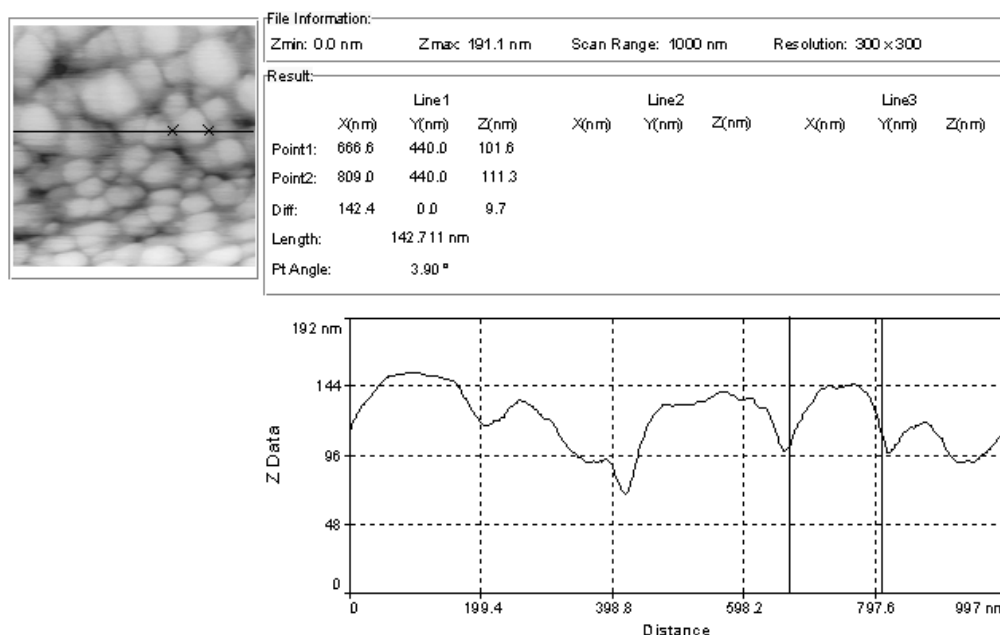 File Information:
Zmin: 0.0 nm Zmax: 191.1 nm Scan Range: 1000 nm Resolution: 300 x 300
Result:
Line1 Line2 Line3
X(nm) Y(nm) Z(nm) X(nm) Y(nm) Z(nm) X(nm) Y(nm) Z(nm)
Point1: 666.6 440.0 101.6
Point2: 809.0 440.0 111.3
Diff: 142.4 0.0 9.7
Length: 142.711 nm
Pt Angle: 3.90 °
192 nm
144
96
48
0
Z Data
0 199.4 398.8 598.2 797.6 997 nm
Distance